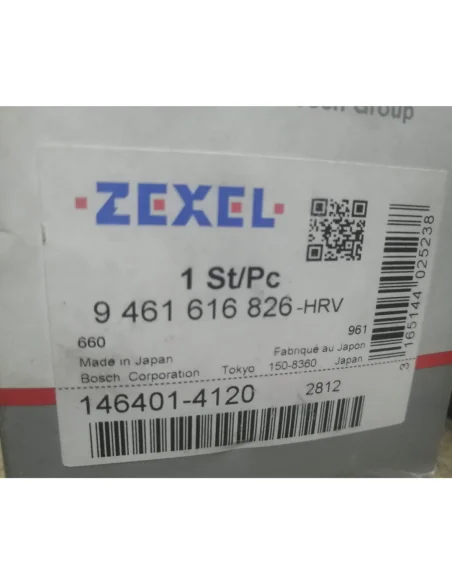 Group
ZEXEL
1 St/Pc
9 461 616 826-HRV
660
961
Made in Japan
Fabriqué au Japon
Bosch Corporation Tokyo 150-8360 Japan
146401-4120
2812
3 165144 025238